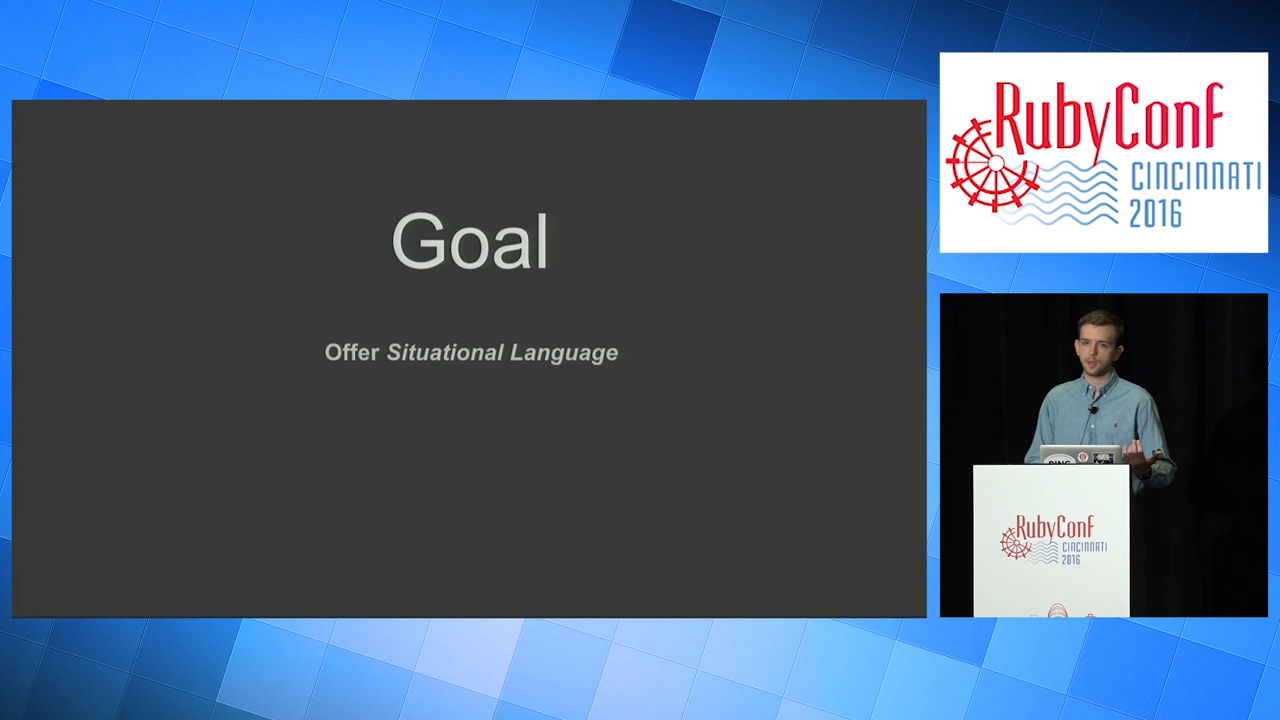 Goal
Offer Situational Language
RubyConf
CINCINNATI
2016
RubyConf
CINCINNATI
2016